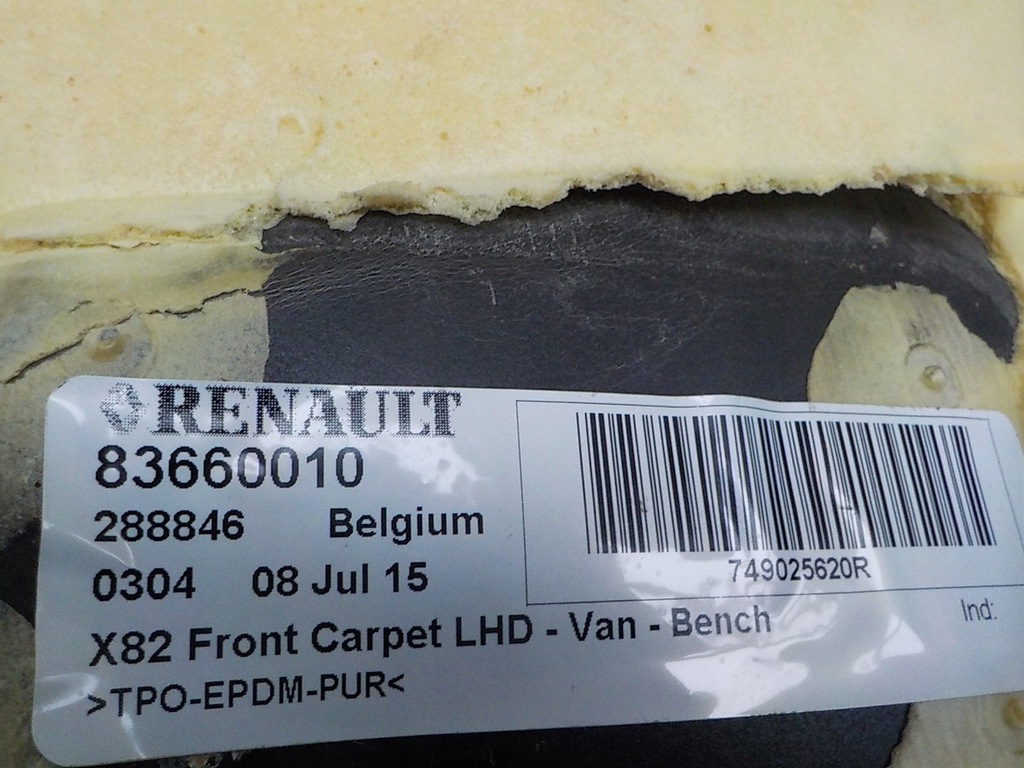 RENAULT
83660010
288846 Belgium
0304 08 Jul 15
749025620R
Ind:
X82 Front Carpet LHD - Van - Bench
>TPO-EPDM-PUR<